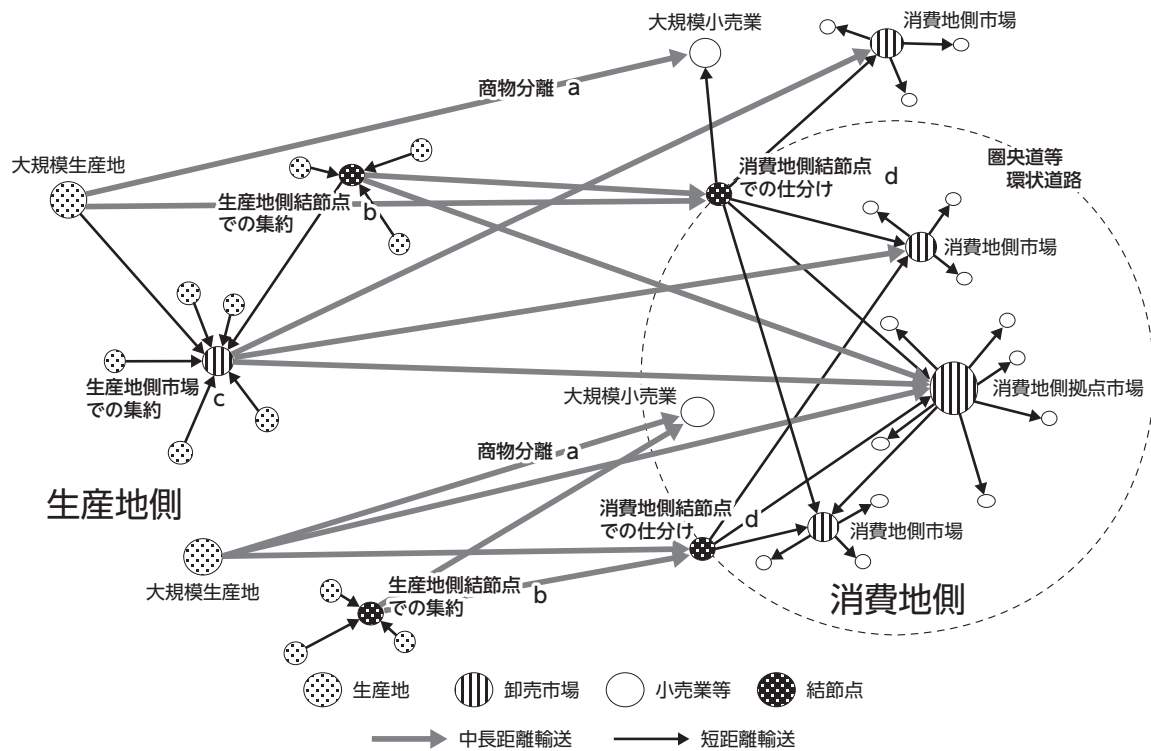 大規模小売業
消費地側市場
商物分離 a
大規模生産地
圏央道等
環状道路
消費地側結節点
での仕分け
d
生産地側結節点
での集約
b
消費地側市場
生産地側市場
での集約
c
大規模小売業
消費地側拠点市場
商物分離 a
生産地側
消費地側結節点
での仕分け
d
消費地側市場
大規模生産地
生産地側結節点
での集約
b
消費地側
生産地
卸売市場
小売業等
結節点
中長距離輸送
短距離輸送